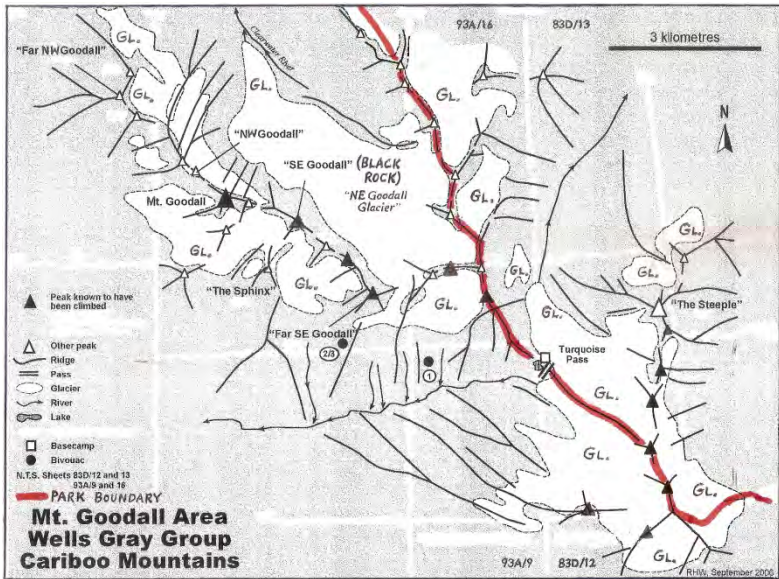 93A/16
83D/13
3 kilometres
N
"Far NWGoodall"
GL.
GL.
GL.
Clearwater River
GL.
GL.
"NWGoodall"
"SE Goodall"
(BLACK
ROCK)
"NE Goodall
Glacier"
GL.
GL.
Mt. Goodall
GL.
GL.
GL.
GL.
GL.
"The Sphinx"
"The Steeple"
"Far SE Goodall"
2/3
1
Turquoise
Pass
GL.
GL.
GL.
GL.
Peak known to have
been climbed
Other peak
Ridge
Pass
Glacier
River
Lake
Basecamp
Bivouac
N.T.S. Sheets 83D/12 and 13
93A/9 and 16
PARK BOUNDARY
Mt. Goodall Area
Wells Gray Group
Cariboo Mountains
93A/9
83D/12
RHW, September 2000